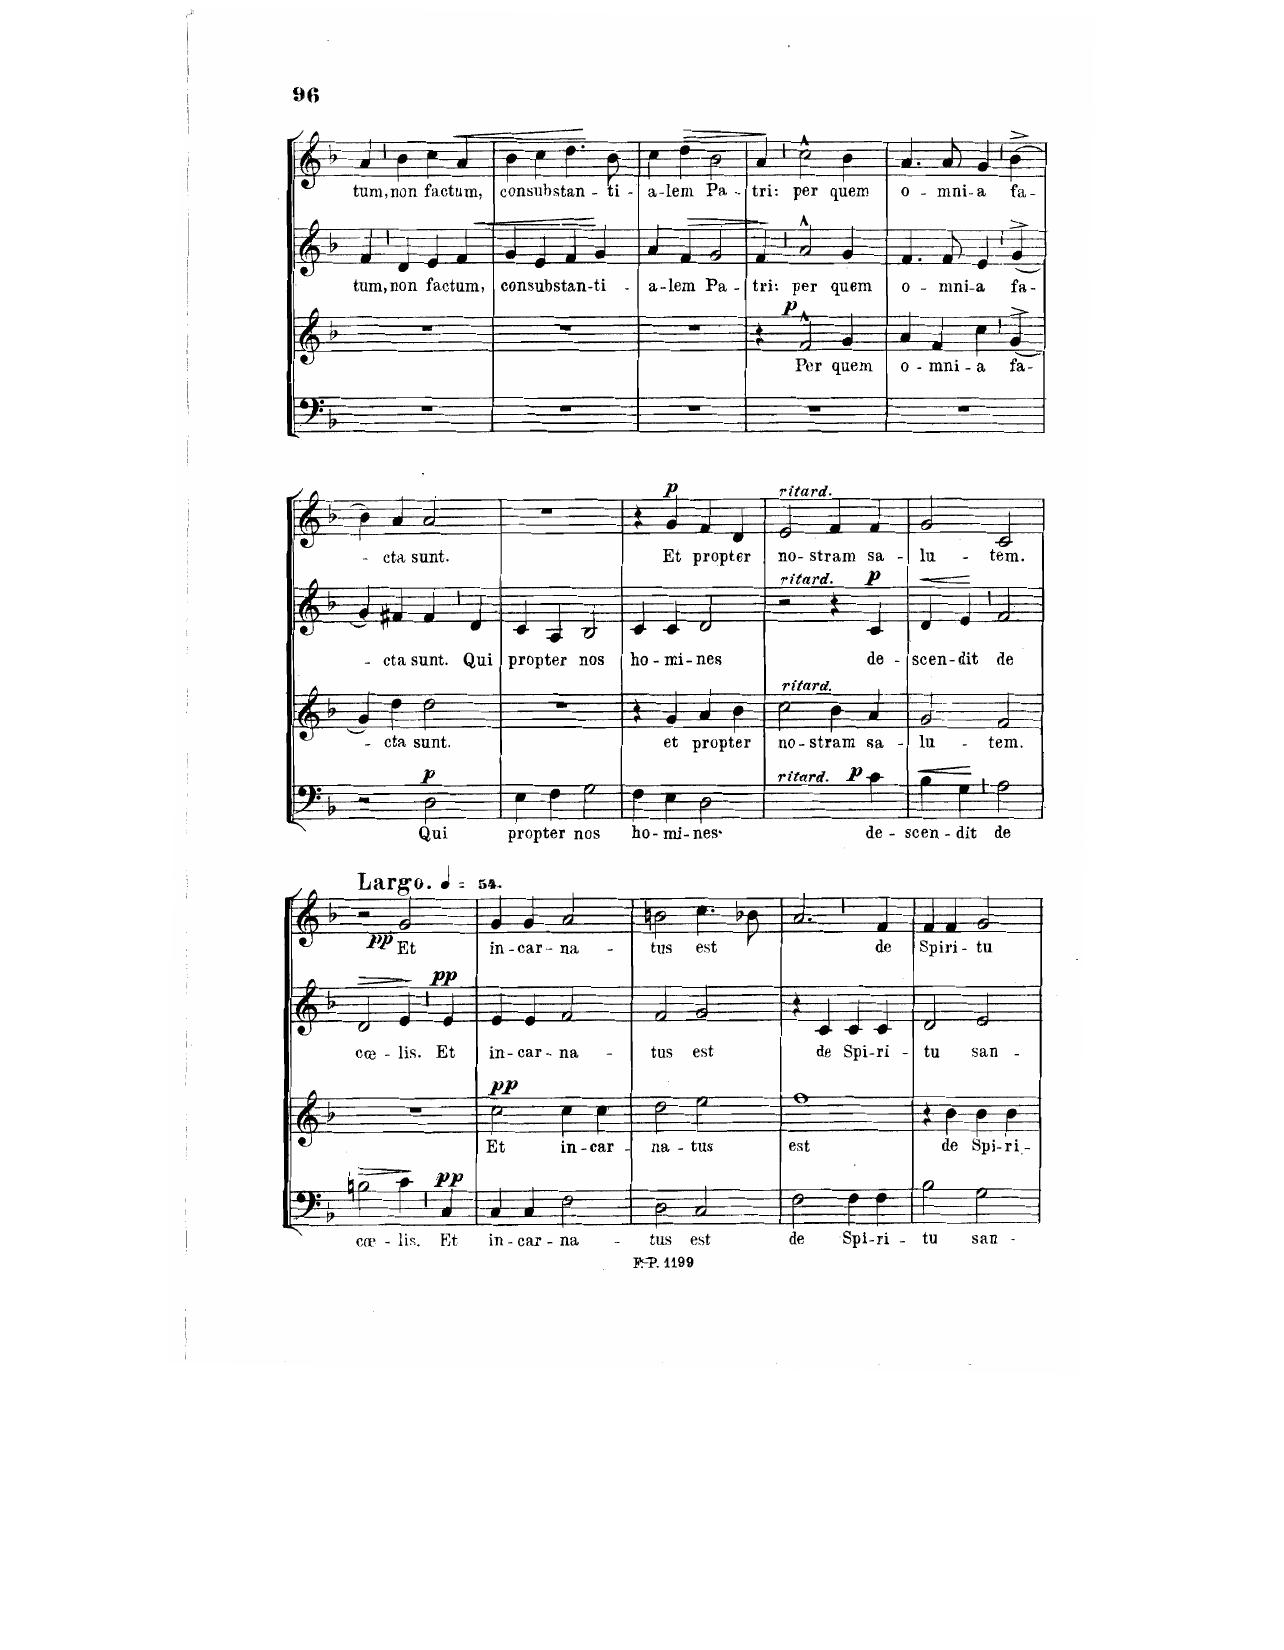 96
tum, non factum, consubstan - ti - a-lem Pa - tri: per quem o - mni-a fa-
tum, non factum, consubstan-ti - a-lem Pa - tri: per quem o - mni-a fa-
p
Per quem o - mni - a fa-
p ritard.
- cta sunt. Et propter no-stram sa - lu - tem.
ritard. p
- cta sunt. Qui propter nos ho-mi-nes de - scen-dit de
ritard.
- cta sunt. et propter no-stram sa - lu - tem.
p ritard. p
Qui propter nos ho-mi-nes de - scen-dit de
Largo. = 54.
pp Et in-car-na - tus est de Spiri-tu
pp
cœ - lis. Et in-car-na - tus est de Spi-ri - tu san -
pp
Et in-car - na - tus est de Spi-ri -
pp
cœ - lis. Et in-car-na - tus est de Spi-ri - tu san -
F. P. 1199